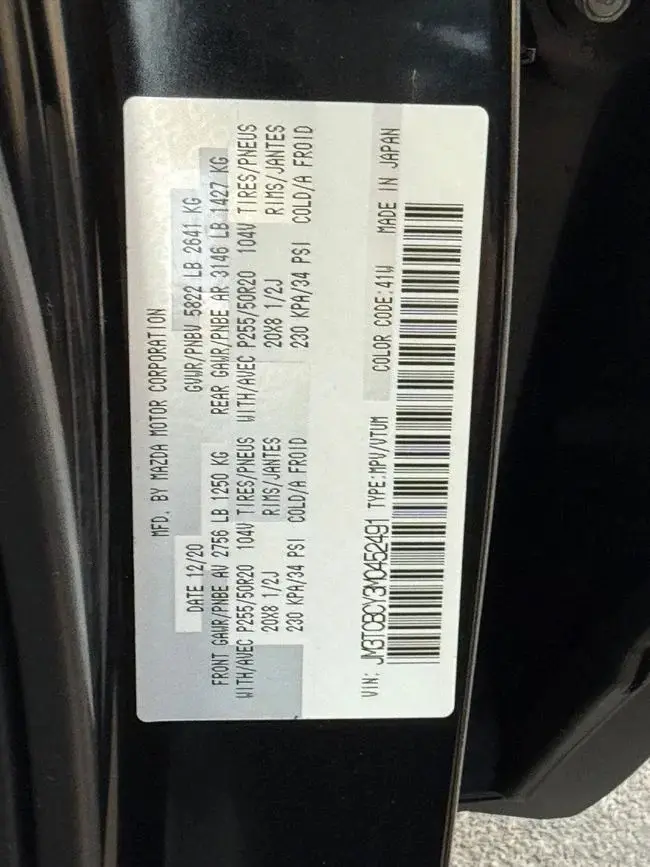 MFD. BY MAZDA MOTOR CORPORATION
DATE 12/20 GVWR/PNBV 5822 LB 2641 KG
FRONT GAWR/PNBE AV 2756 LB 1250 KG REAR GAWR/PNBE AR 3146 LB 1427 KG
WITH/AVEC P255/50R20 104V TIRES/PNEUS WITH/AVEC P255/50R20 104V TIRES/PNEUS
20X8 1/2J RIMS/JANTES 20X8 1/2J RIMS/JANTES
230 KPA/34 PSI COLD/A FROID 230 KPA/34 PSI COLD/A FROID
VIN: JM3TCBCY3M0452491 TYPE:MPV/VTUM COLOR CODE:41W MADE IN JAPAN